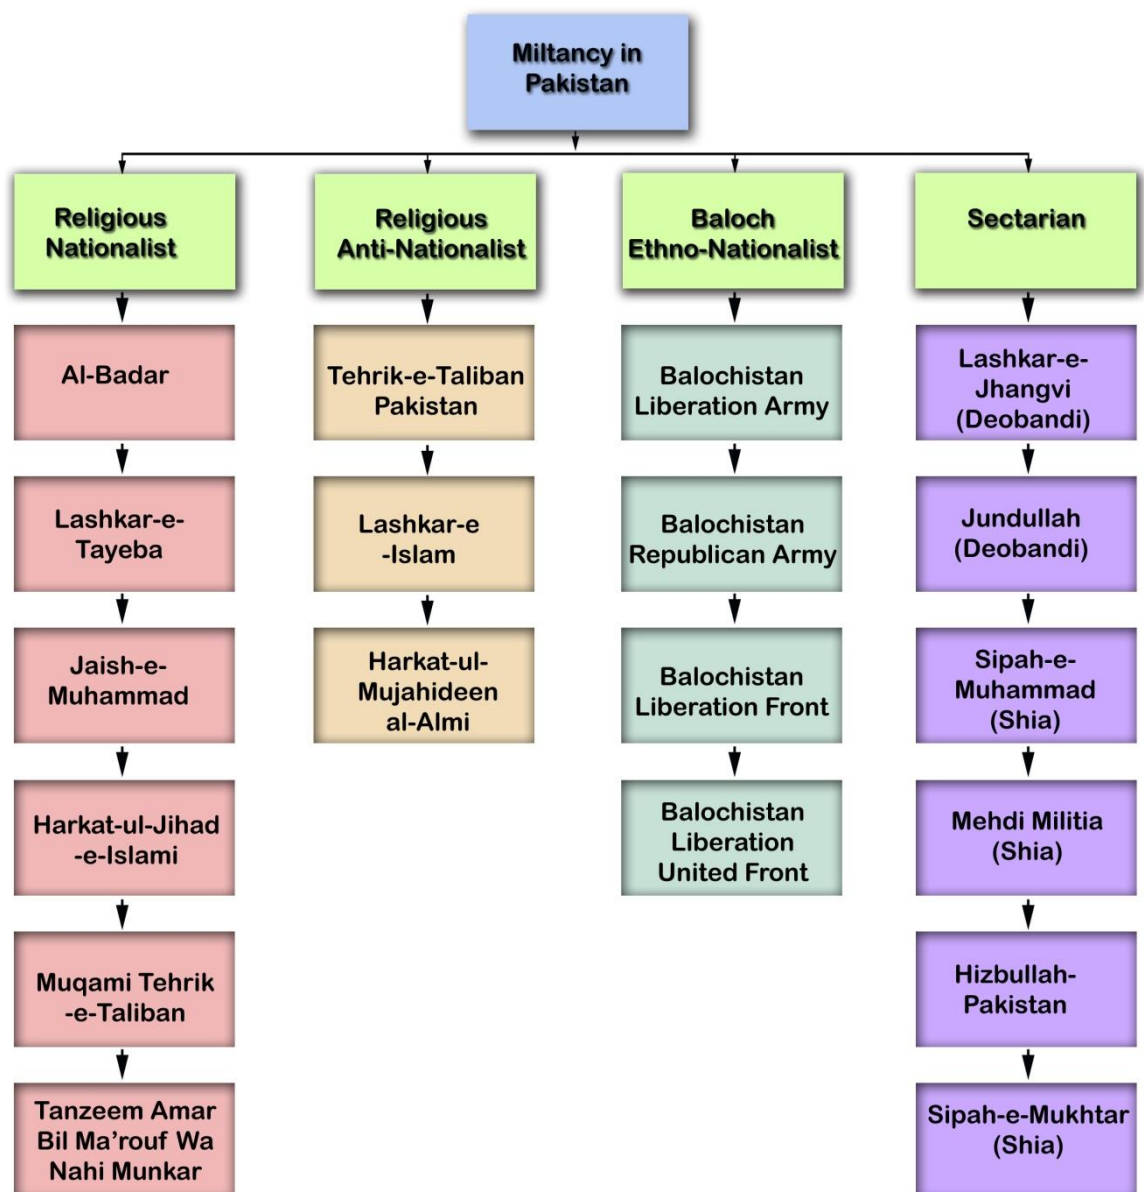 Miltancy in
Pakistan
Religious
Nationalist
Religious
Anti-Nationalist
Baloch
Ethno-Nationalist
Sectarian
Al-Badar
Lashkar-e-
Tayeba
Jaish-e-
Muhammad
Harkat-ul-Jihad
-e-Islami
Muqami Tehrik
-e-Taliban
Tanzeem Amar
Bil Ma’rouf Wa
Nahi Munkar
Tehrik-e-Taliban
Pakistan
Lashkar-e
-Islam
Harkat-ul-
Mujahideen
al-Almi
Balochistan
Liberation Army
Balochistan
Republican Army
Balochistan
Liberation Front
Balochistan
Liberation
United Front
Lashkar-e-
Jhangvi
(Deobandi)
Jundullah
(Deobandi)
Sipah-e-
Muhammad
(Shia)
Mehdi Militia
(Shia)
Hizbullah-
Pakistan
Sipah-e-Mukhtar
(Shia)